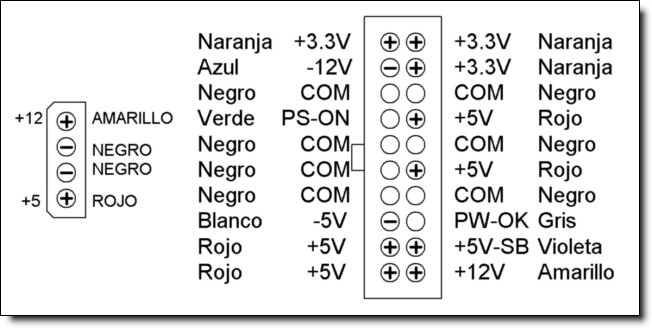 +12 AMARILLO
NEGRO
NEGRO
+5 ROJO
Naranja +3.3V +3.3V Naranja
Azul -12V +3.3V Naranja
Negro COM COM Negro
Verde PS-ON +5V Rojo
Negro COM COM Negro
Negro COM +5V Rojo
Negro COM COM Negro
Blanco -5V PW-OK Gris
Rojo +5V +5V-SB Violeta
Rojo +5V +12V Amarillo